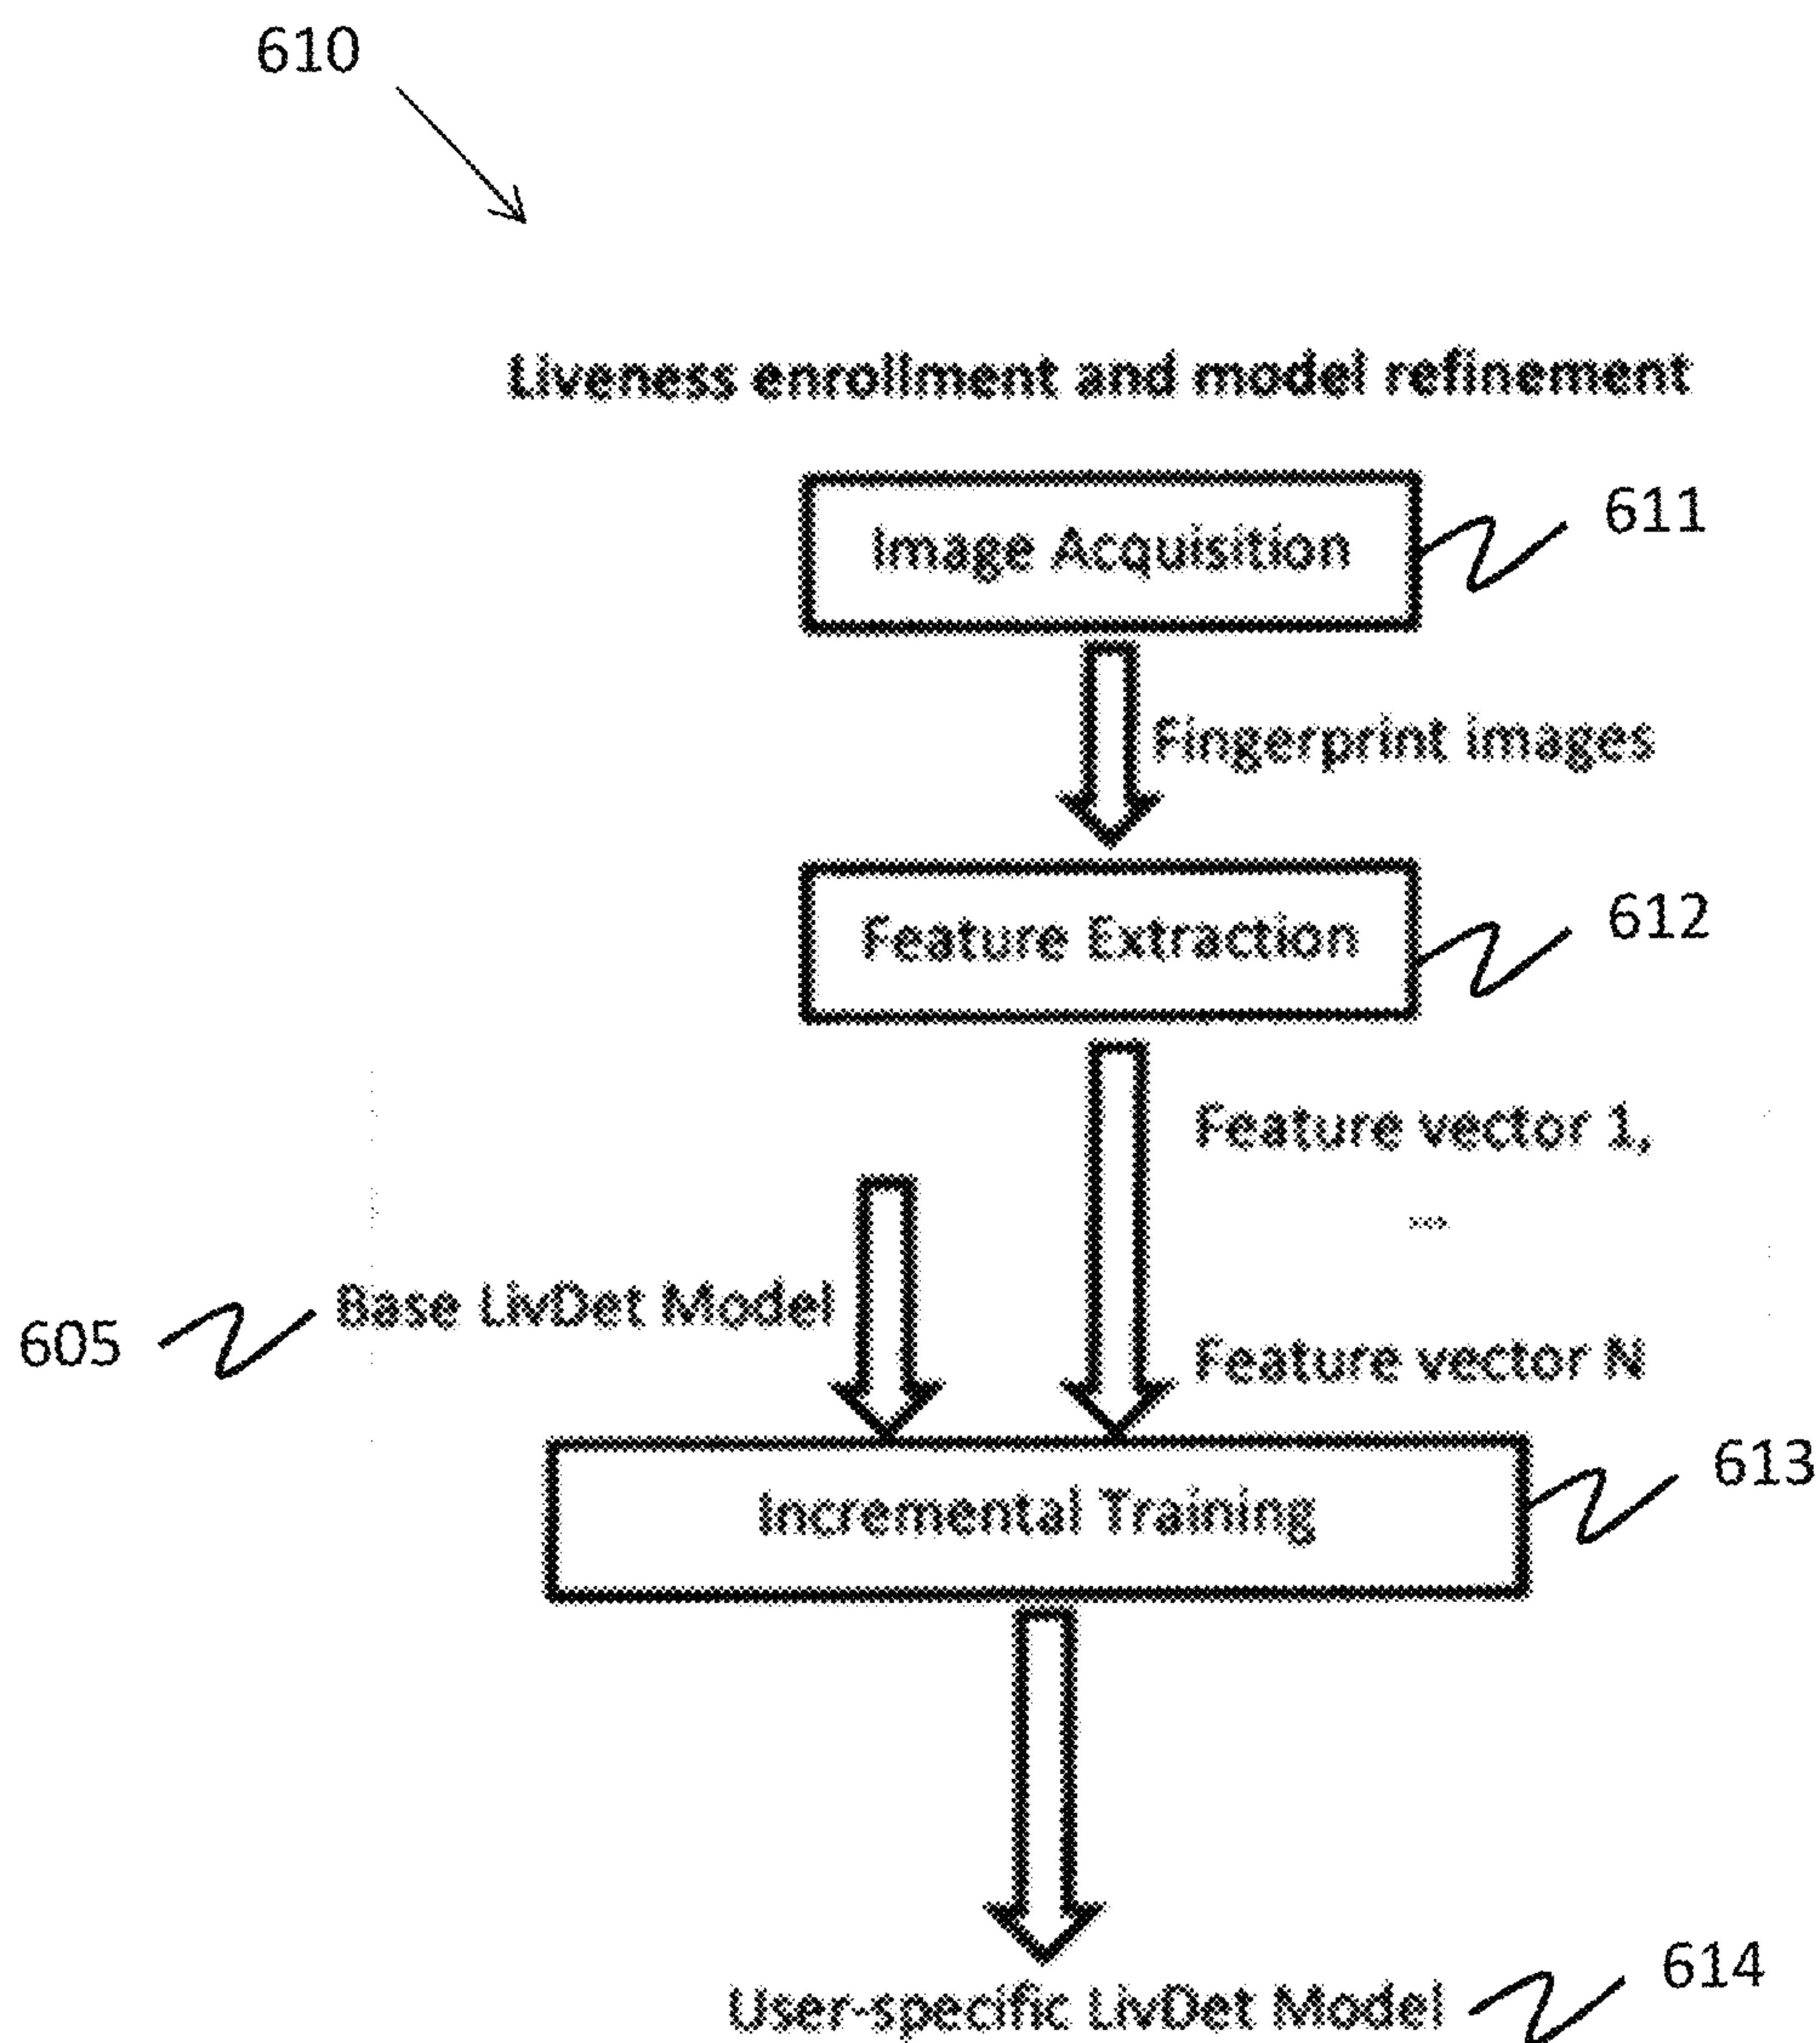 610
Liveness enrollment and model refinement
Image Acquisition
611
Fingerprint images
Feature Extraction
612
Feature vector 1,
...
Base LivDet Model
605
Feature vector N
Incremental Training
613
User-specific LivDet Model
614